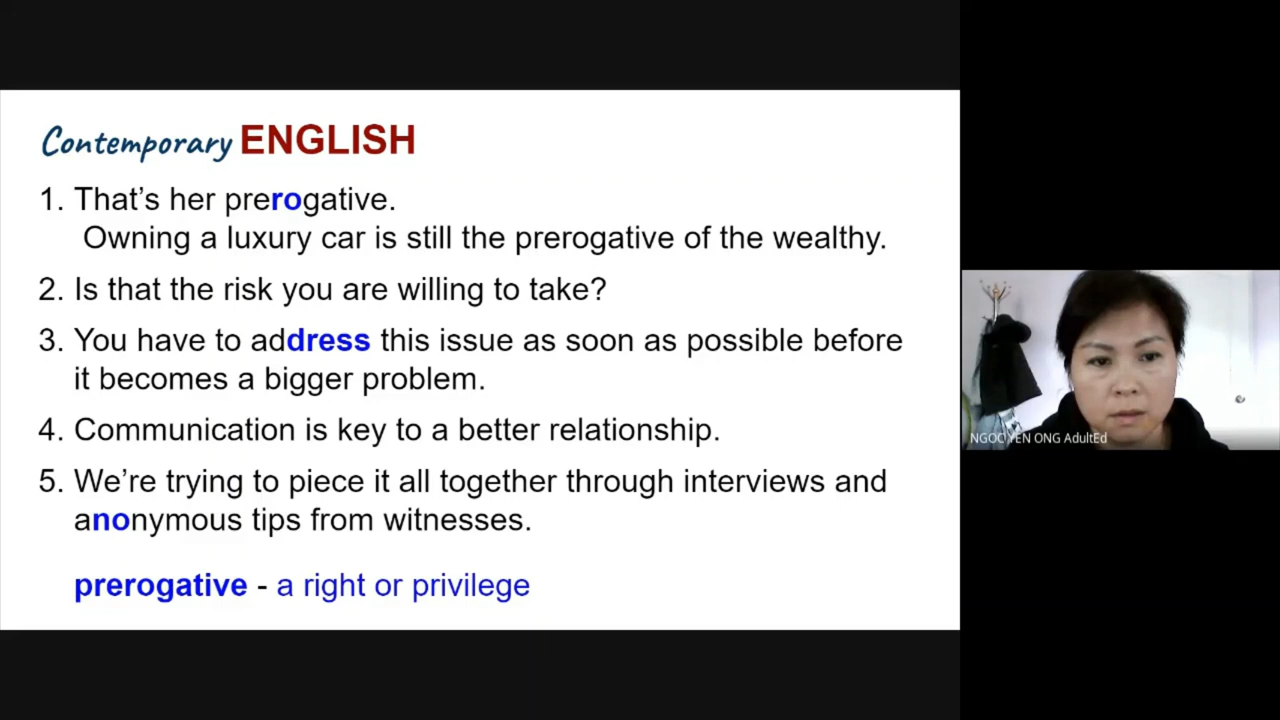 Contemporary ENGLISH
1. That's her prerogative.
Owning a luxury car is still the prerogative of the wealthy.
2. Is that the risk you are willing to take?
3. You have to address this issue as soon as possible before
it becomes a bigger problem.
4. Communication is key to a better relationship.
5. We're trying to piece it all together through interviews and
anonymous tips from witnesses.
prerogative - a right or privilege
NGOC YEN ONG AdultEd